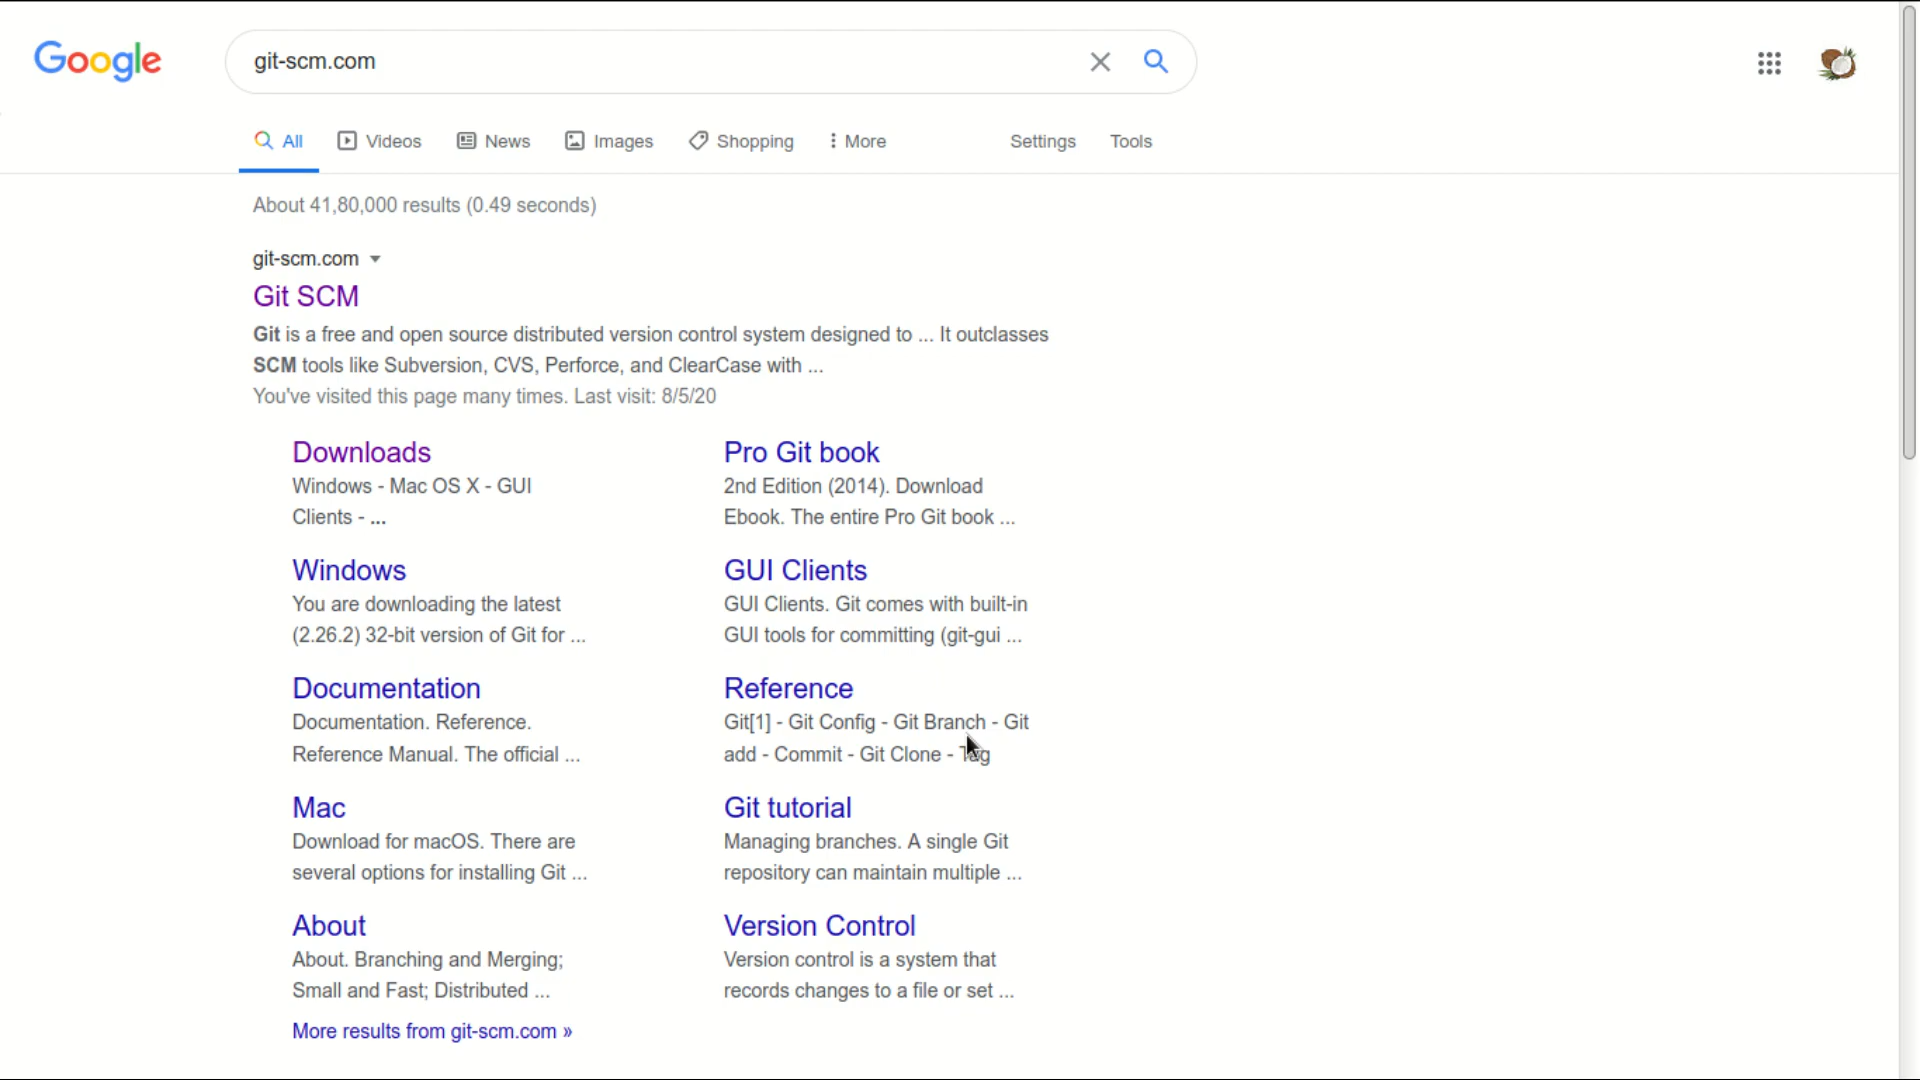 Google
git-scm.com
All
Videos
News
Images
Shopping
More
Settings
Tools
About 41,80,000 results (0.49 seconds)
git-scm.com
Git SCM
Git is a free and open source distributed version control system designed to ... It outclasses
SCM tools like Subversion, CVS, Perforce, and ClearCase with ...
You've visited this page many times. Last visit: 8/5/20
Downloads
Windows - Mac OS X - GUI
Clients - ...
Pro Git book
2nd Edition (2014). Download
Ebook. The entire Pro Git book ...
Windows
You are downloading the latest
(2.26.2) 32-bit version of Git for ...
GUI Clients
GUI Clients. Git comes with built-in
GUI tools for committing (git-gui ...
Documentation
Documentation. Reference.
Reference Manual. The official ...
Reference
Git[1] - Git Config - Git Branch - Git
add - Commit - Git Clone - Tag
Mac
Download for macOS. There are
several options for installing Git ...
Git tutorial
Managing branches. A single Git
repository can maintain multiple ...
About
About. Branching and Merging;
Small and Fast; Distributed ...
Version Control
Version control is a system that
records changes to a file or set ...
More results from git-scm.com »